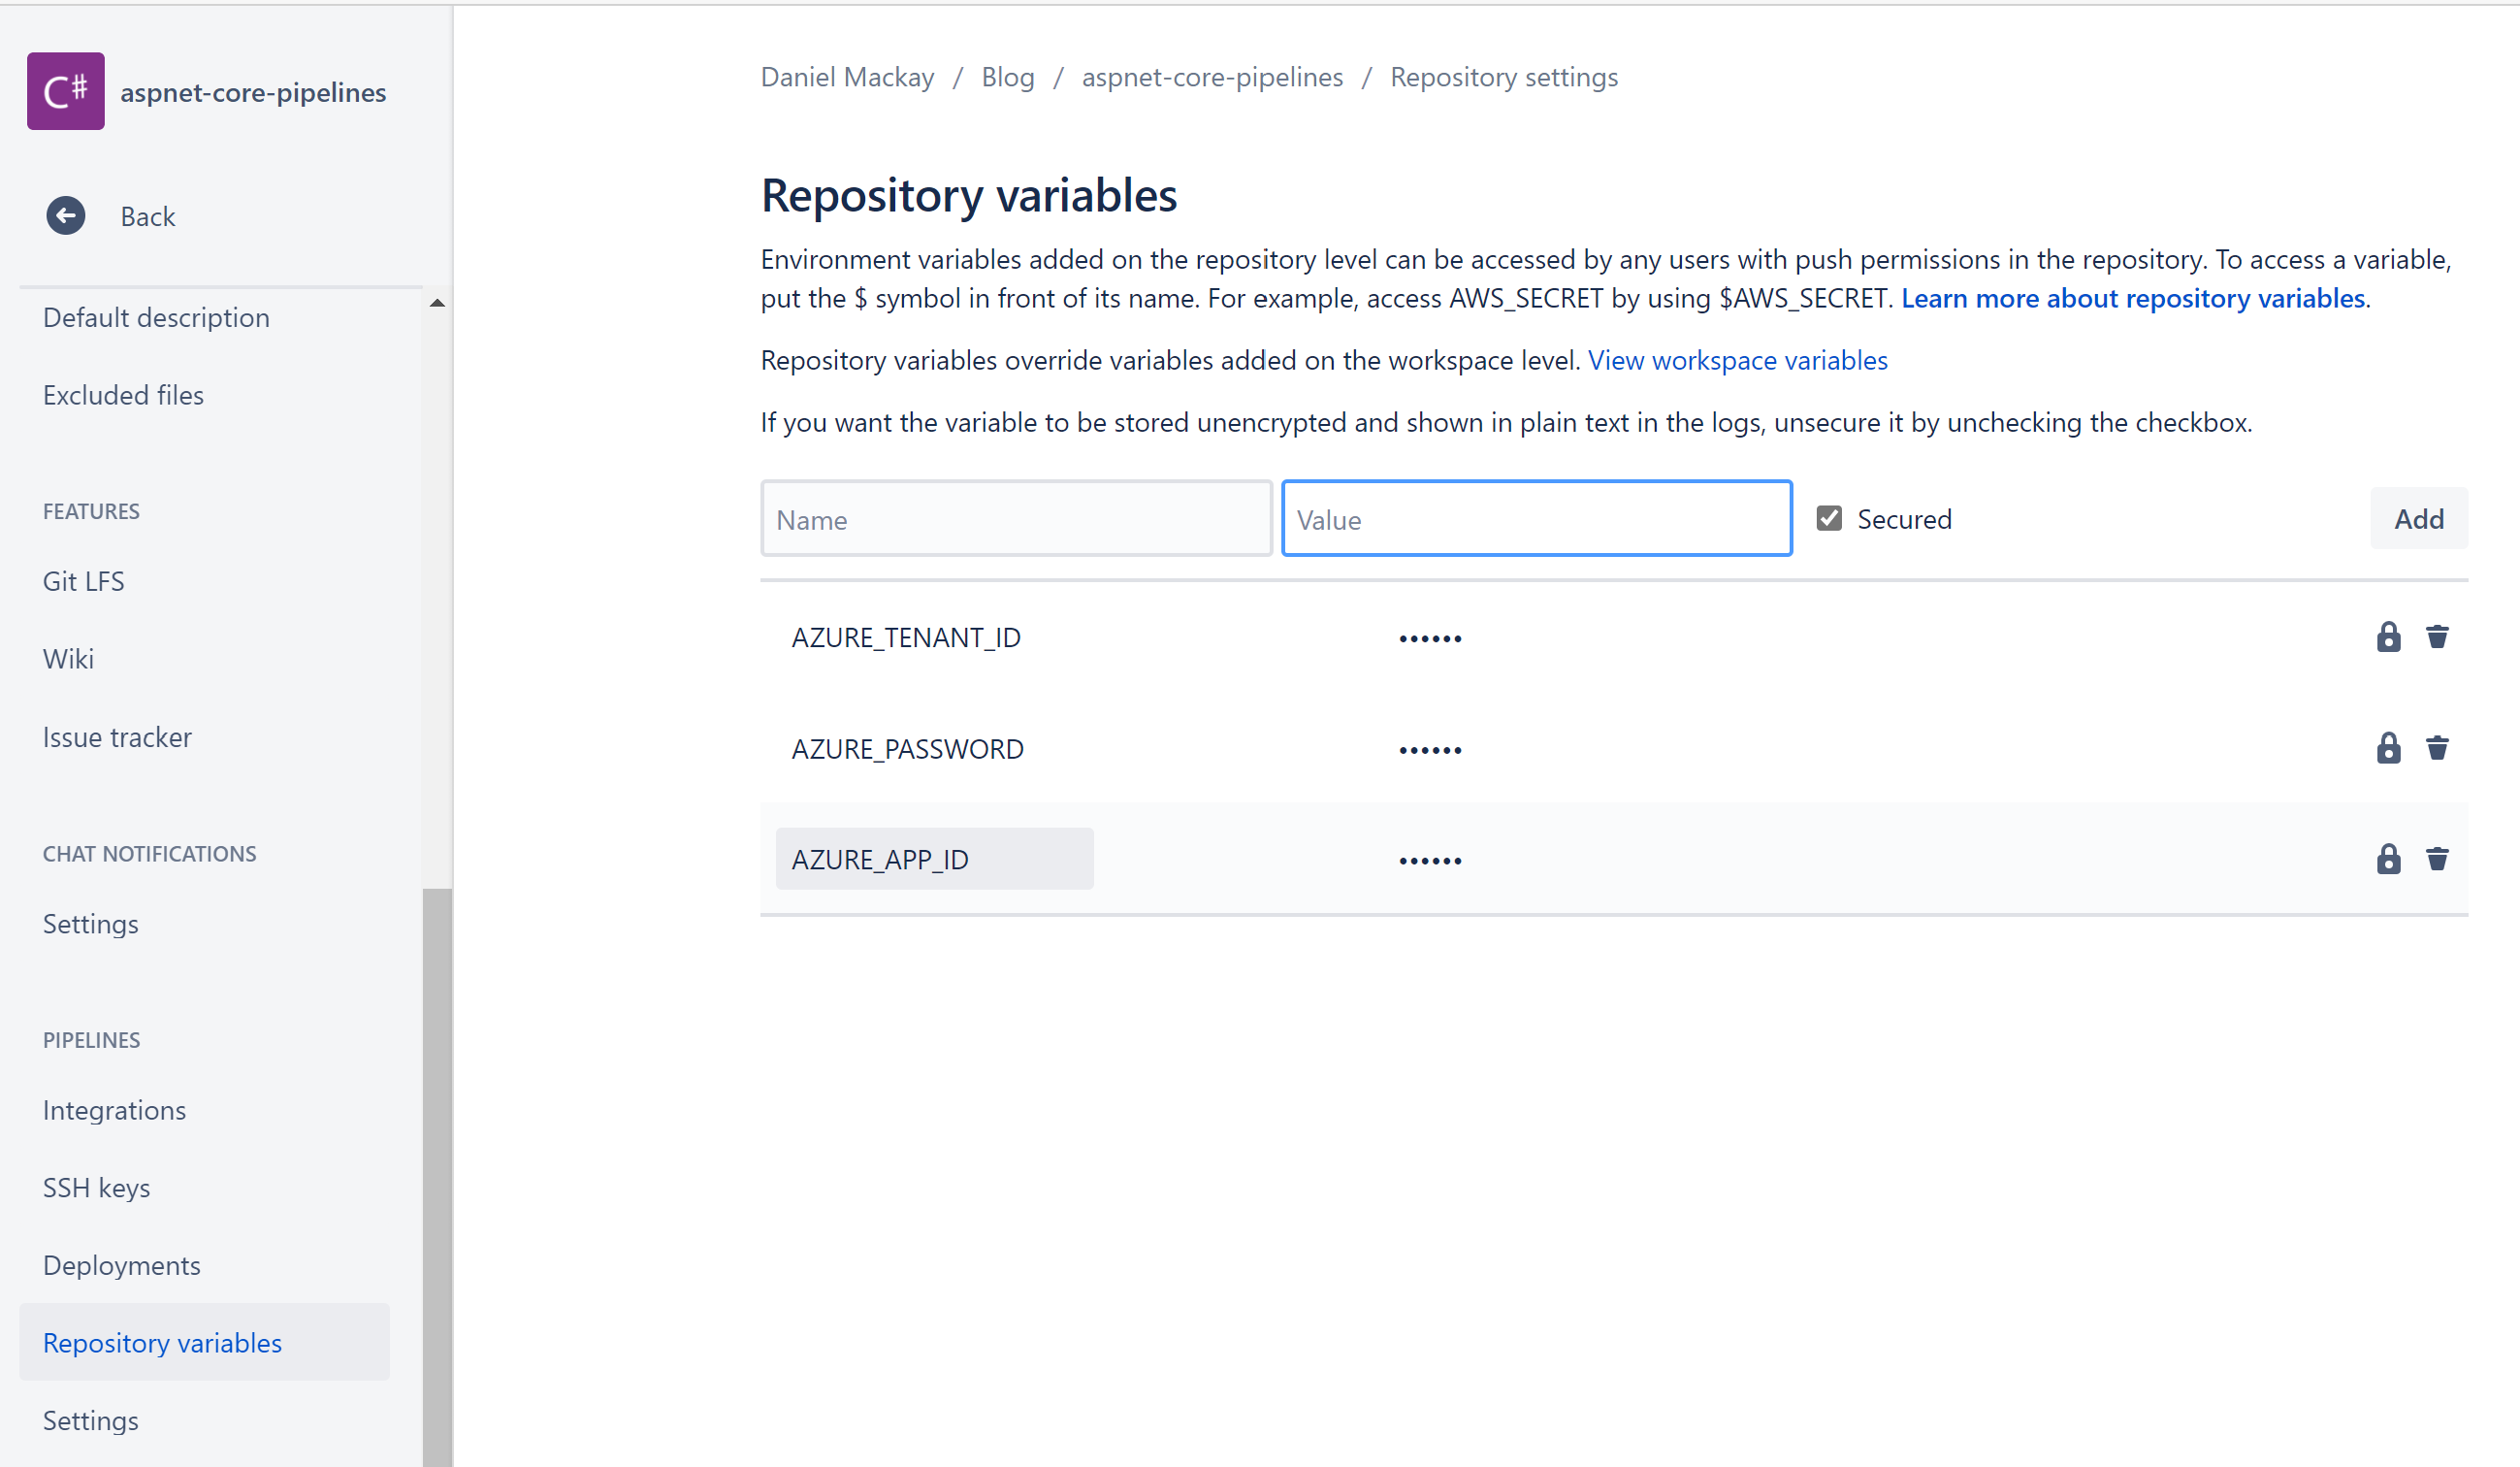 C#
aspnet-core-pipelines
Back
Default description
Excluded files
FEATURES
Git LFS
Wiki
Issue tracker
CHAT NOTIFICATIONS
Settings
PIPELINES
Integrations
SSH keys
Deployments
Repository variables
Settings
Daniel Mackay / Blog / aspnet-core-pipelines / Repository settings
Repository variables
Environment variables added on the repository level can be accessed by any users with push permissions in the repository. To access a variable,
put the $ symbol in front of its name. For example, access AWS_SECRET by using $AWS_SECRET. Learn more about repository variables.
Repository variables override variables added on the workspace level. View workspace variables
If you want the variable to be stored unencrypted and shown in plain text in the logs, unsecure it by unchecking the checkbox.
Name Value Secured Add
AZURE_TENANT_ID ••••••
AZURE_PASSWORD ••••••
AZURE_APP_ID ••••••